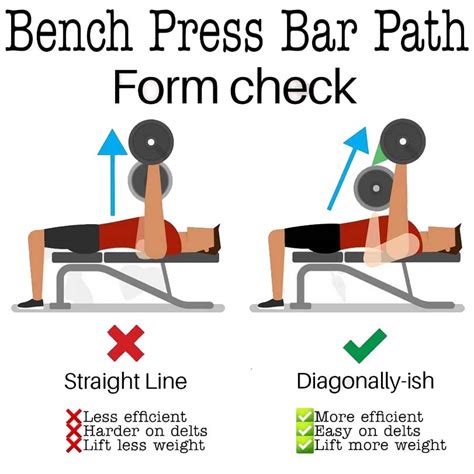 Bench Press Bar Path
Form check
Straight Line
❌Less efficient
❌Harder on delts
❌Lift less weight
Diagonally-ish
✅More efficient
✅Easy on delts
✅Lift more weight